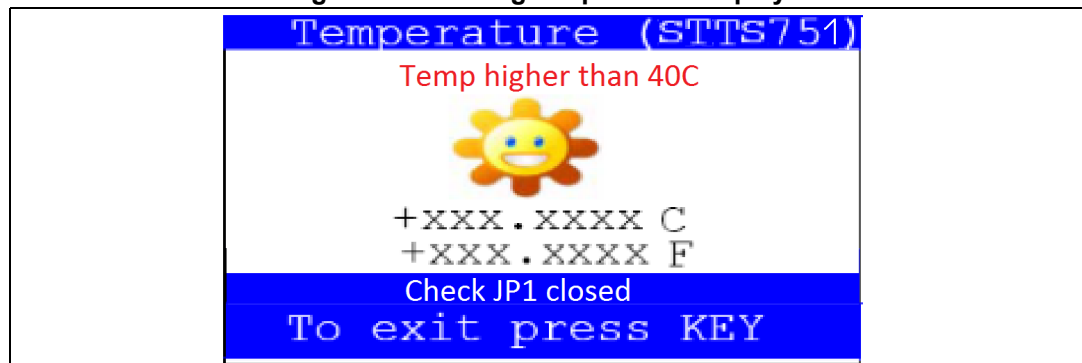 Temperature (STTS751)
Temp higher than 40C
+xxx.xxxx C
+xxx.xxxx F
Check JP1 closed
To exit press KEY